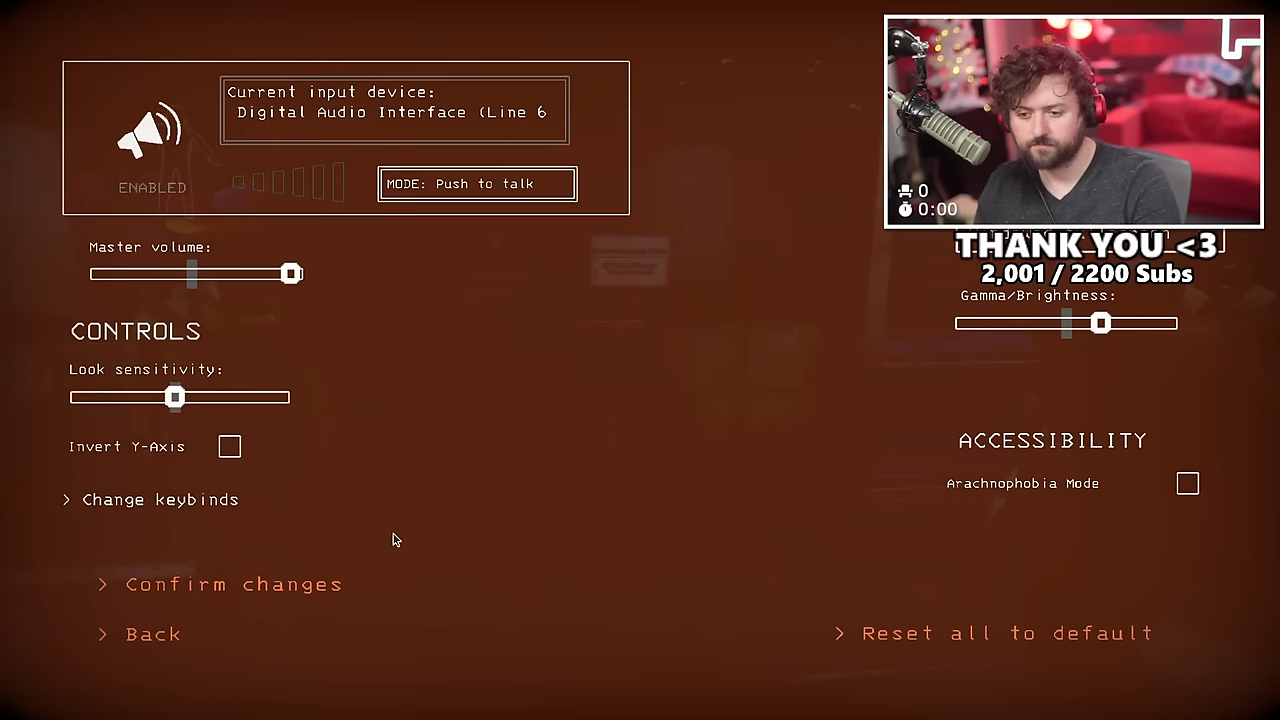 Current input device:
Digital Audio Interface (Line 6
ENABLED
MODE: Push to talk
0
0:00
Master volume:
THANK YOU <3
2,001 / 2200 Subs
Gamma/Brightness:
CONTROLS
Look sensitivity:
Invert Y-Axis
ACCESSIBILITY
Arachnophobia Mode
> Change keybinds
> Confirm changes
> Back
> Reset all to default